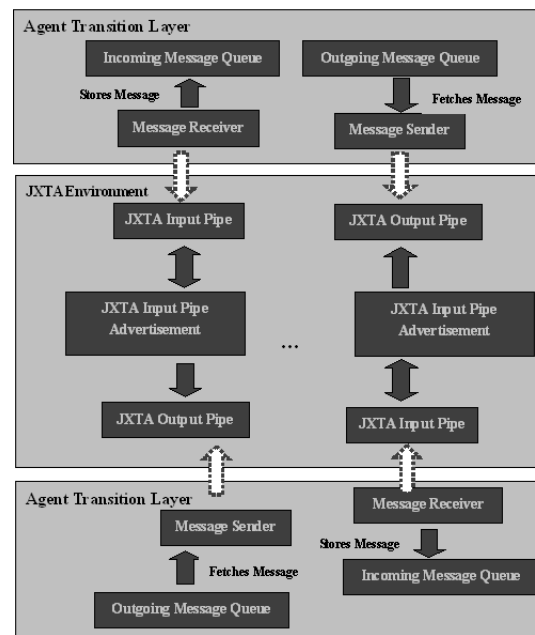 Agent Transition Layer
Incoming Message Queue
Outgoing Message Queue
Stores Message
Fetches Message
Message Receiver
Message Sender
JXTA Environment
JXTA Input Pipe
JXTA Output Pipe
JXTA Input Pipe
Advertisement
JXTA Input Pipe
Advertisement
...
JXTA Output Pipe
JXTA Input Pipe
Agent Transition Layer
Message Sender
Message Receiver
Stores Message
Fetches Message
Incoming Message Queue
Outgoing Message Queue